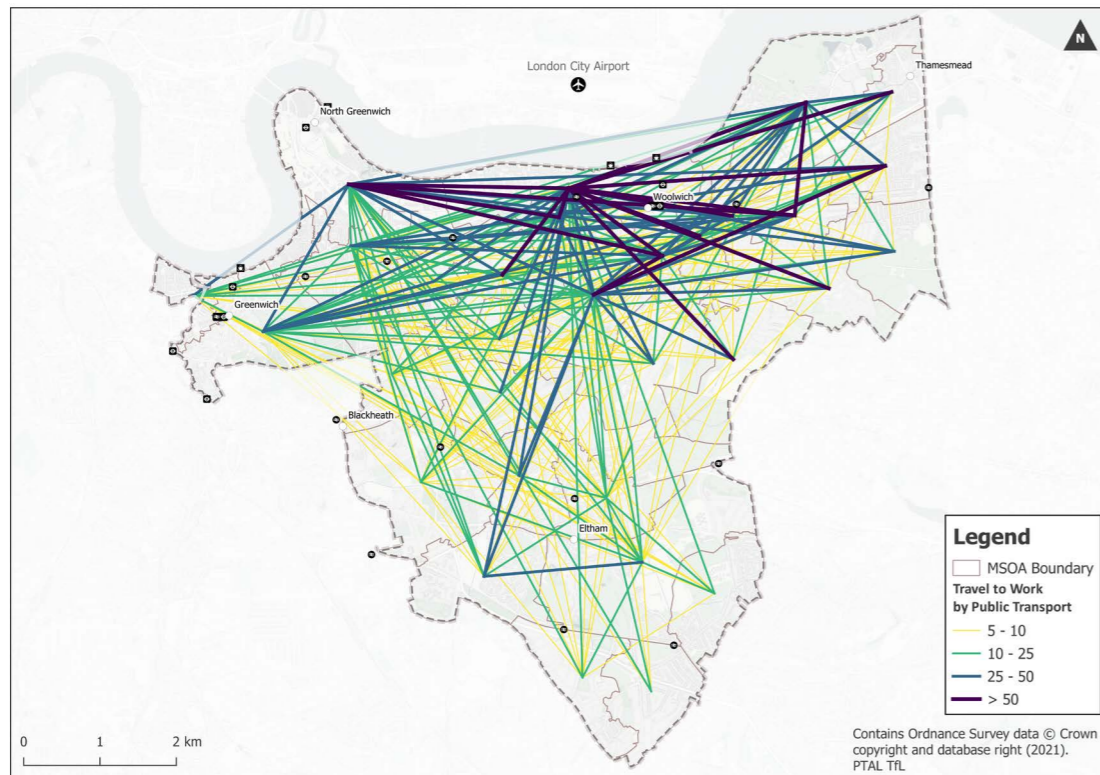 N
London City Airport
Thamesmead
North Greenwich
Woolwich
Greenwich
Blackheath
Eltham
Legend
MSOA Boundary
Travel to Work
by Public Transport
5 - 10
10 - 25
25 - 50
> 50
0 1 2 km
Contains Ordnance Survey data © Crown
copyright and database right (2021).
PTAL TfL